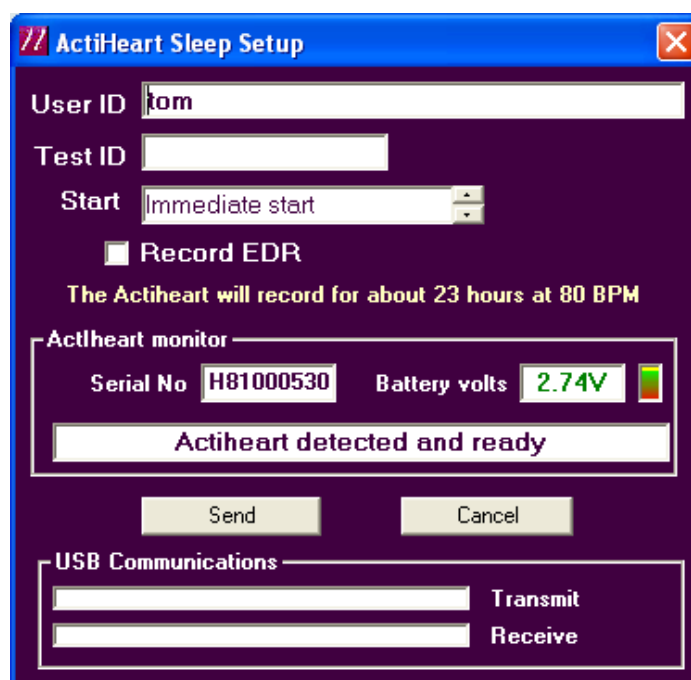 ActiHeart Sleep Setup
User ID tom
Test ID
Start Immediate start
Record EDR
The Actiheart will record for about 23 hours at 80 BPM
ActIheart monitor
Serial No H81000530 Battery volts 2.74V
Actiheart detected and ready
Send Cancel
USB Communications
Transmit
Receive